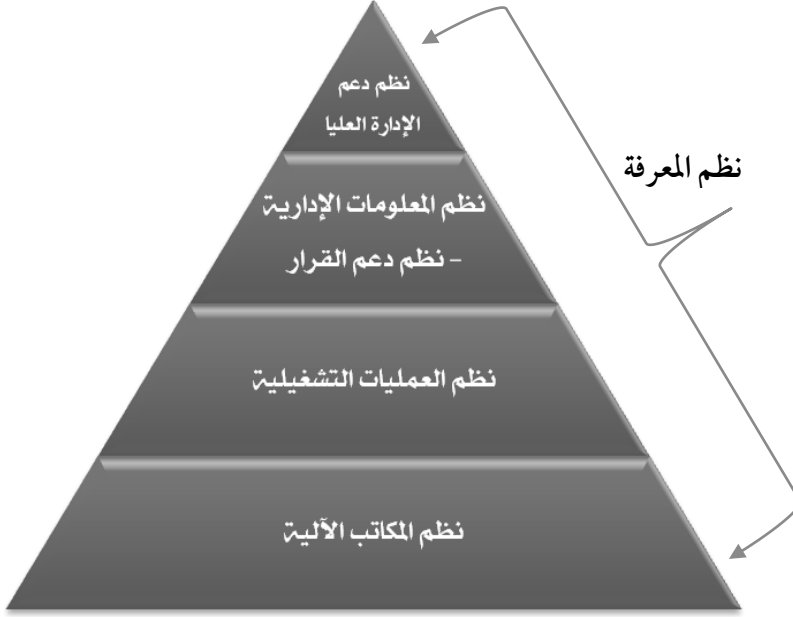 نظم دعم
الإدارة العليا
نظم المعرفة
نظم المعلومات الإدارية
- نظم دعم القرار
نظم العمليات التشغيلية
نظم المكاتب الآلية